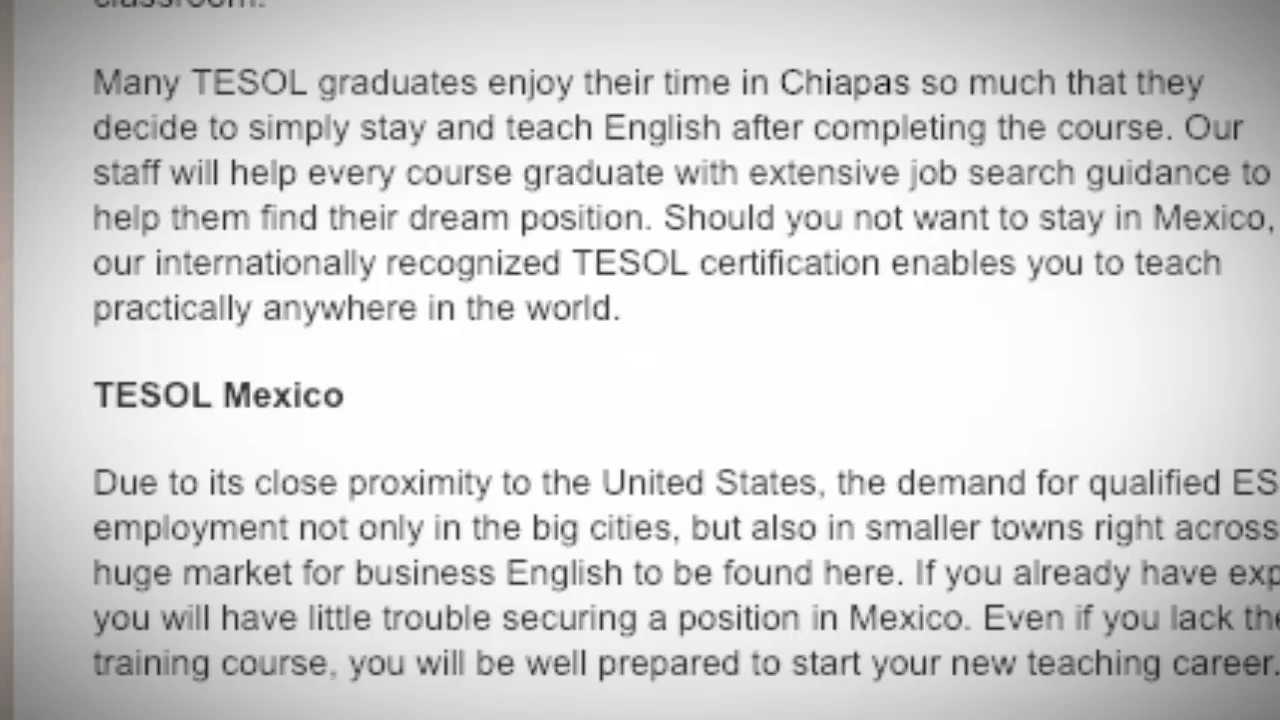 classroom.
Many TESOL graduates enjoy their time in Chiapas so much that they
decide to simply stay and teach English after completing the course. Our
staff will help every course graduate with extensive job search guidance to
help them find their dream position. Should you not want to stay in Mexico,
our internationally recognized TESOL certification enables you to teach
practically anywhere in the world.
TESOL Mexico
Due to its close proximity to the United States, the demand for qualified ES
employment not only in the big cities, but also in smaller towns right across
huge market for business English to be found here. If you already have exp
you will have little trouble securing a position in Mexico. Even if you lack the
training course, you will be well prepared to start your new teaching career.